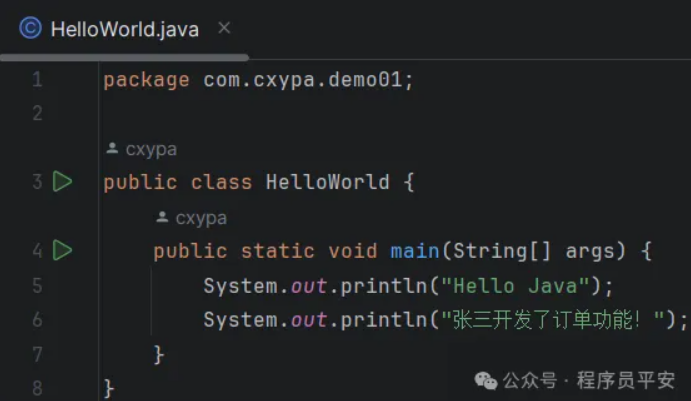 HelloWorld.java
1 package com.cxypa.demo01;
2
cxypa
3 public class HelloWorld {
cxypa
4 public static void main(String[] args) {
5 System.out.println("Hello Java");
6 System.out.println("张三开发了订单功能！");
7 }
8 }
公众号 · 程序员平安